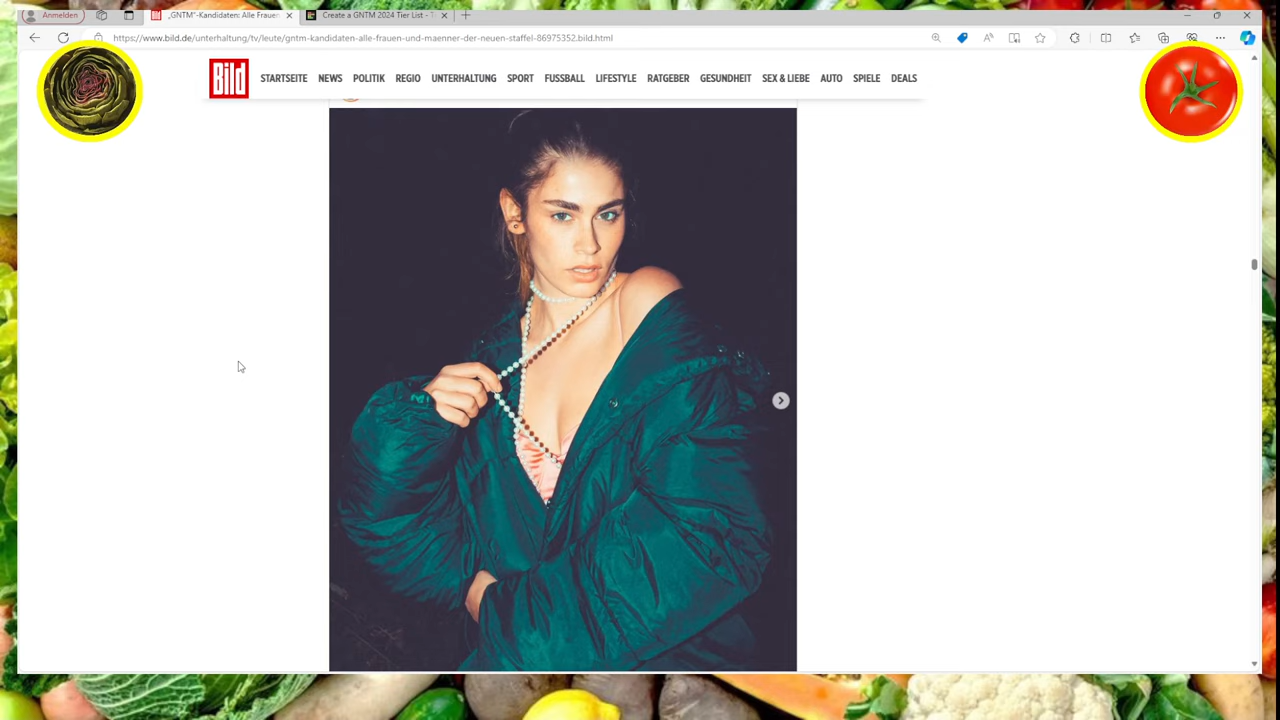 Anmelden
„GNTM"-Kandidaten: Alle Frauen
Create a GNTM 2024 Tier List - T
https://www.bild.de/unterhaltung/tv/leute/gntm-kandidaten-alle-frauen-und-maenner-der-neuen-staffel-86975352.bild.html
Bild
STARTSEITE NEWS POLITIK REGIO UNTERHALTUNG SPORT FUSSBALL LIFESTYLE RATGEBER GESUNDHEIT SEX & LIEBE AUTO SPIELE DEALS